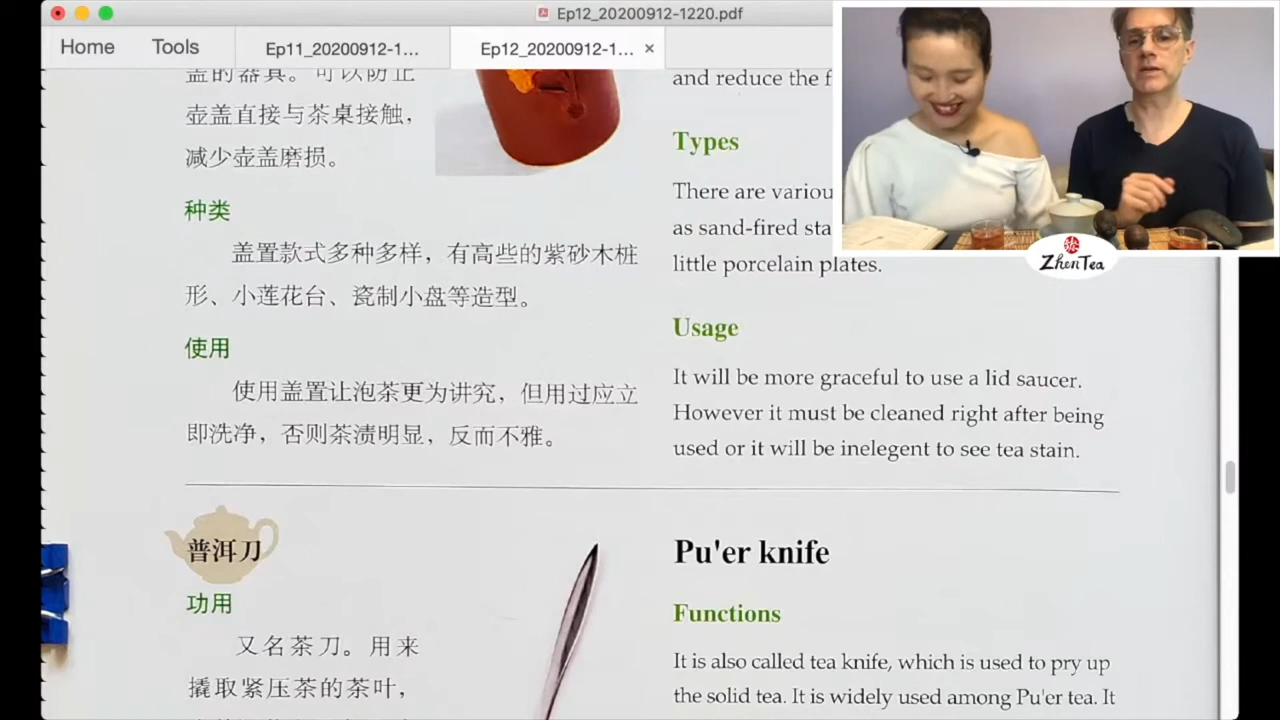 Ep12_20200912-1220.pdf
Home
Tools
Ep11_20200912-1...
Ep12_20200912-1... ×
盖的器具。可以防止
壶盖直接与茶桌接触，
减少壶盖磨损。
种类
盖置款式多种多样，有高些的紫砂木桩
形、小莲花台、瓷制小盘等造型。
使用
使用盖置让泡茶更为讲究，但用过应立
即洗净，否则茶渍明显，反而不雅。
普洱刀
功用
又名茶刀。用来
撬取紧压茶的茶叶，
and reduce the f
Types
There are variou
as sand-fired sta
little porcelain plates.
Usage
It will be more graceful to use a lid saucer.
However it must be cleaned right after being
used or it will be inelegent to see tea stain.
Pu'er knife
Functions
It is also called tea knife, which is used to pry up
the solid tea. It is widely used among Pu'er tea. It
ZhenTea